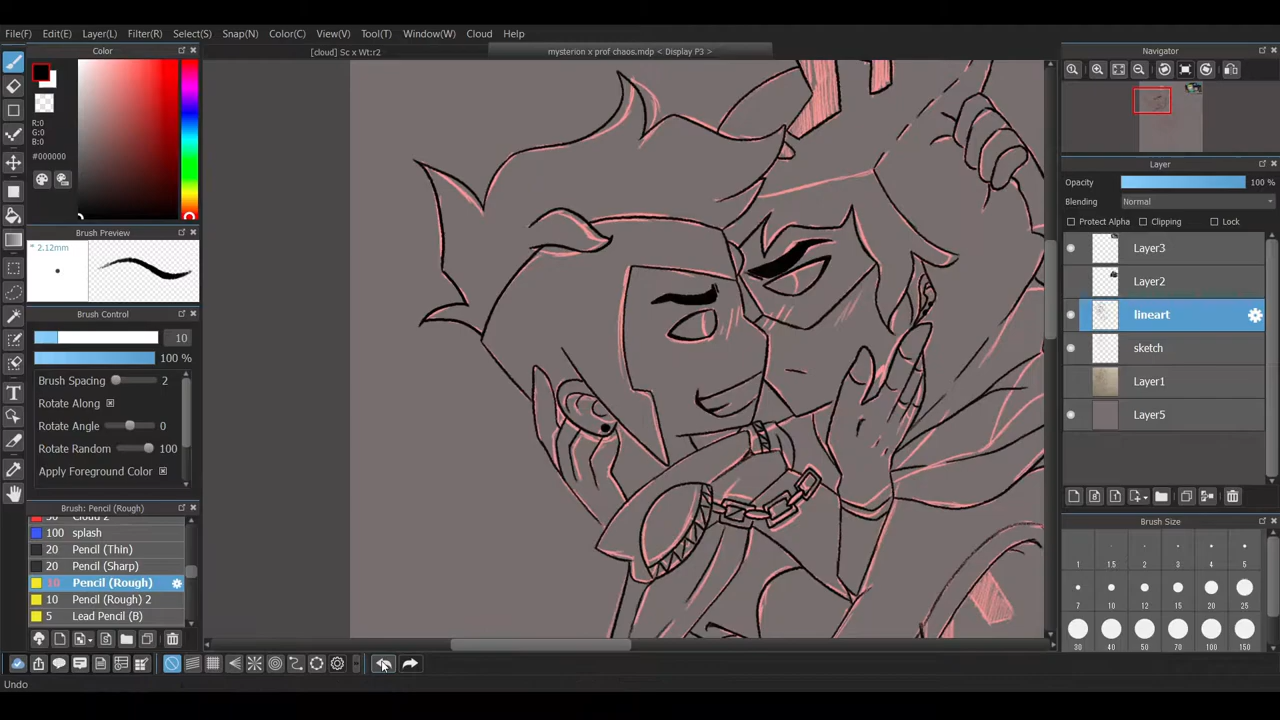 File(F) Edit(E) Layer(L) Filter(R) Select(S) Snap(N) Color(C) View(V) Tool(T) Window(W) Cloud Help
Color
[cloud] Sc x Wt:r2
mysterion x prof chaos.mdp < Display P3 >
Navigator
R:0
G:0
B:0
#000000
Layer
Opacity 100 %
Blending Normal
Protect Alpha Clipping Lock
Layer3
Layer2
lineart
sketch
Layer1
Layer5
Brush Preview
* 2.12mm
Brush Control
10
100 %
Brush Spacing 2
Rotate Along
Rotate Angle 0
Rotate Random 100
Apply Foreground Color
Brush: Pencil (Rough)
50 Cloud 2
100 splash
20 Pencil (Thin)
20 Pencil (Sharp)
10 Pencil (Rough)
10 Pencil (Rough) 2
5 Lead Pencil (B)
Brush Size
1 1.5 2 3 4 5
7 10 12 15 20 25
30 40 50 70 100 150
Undo